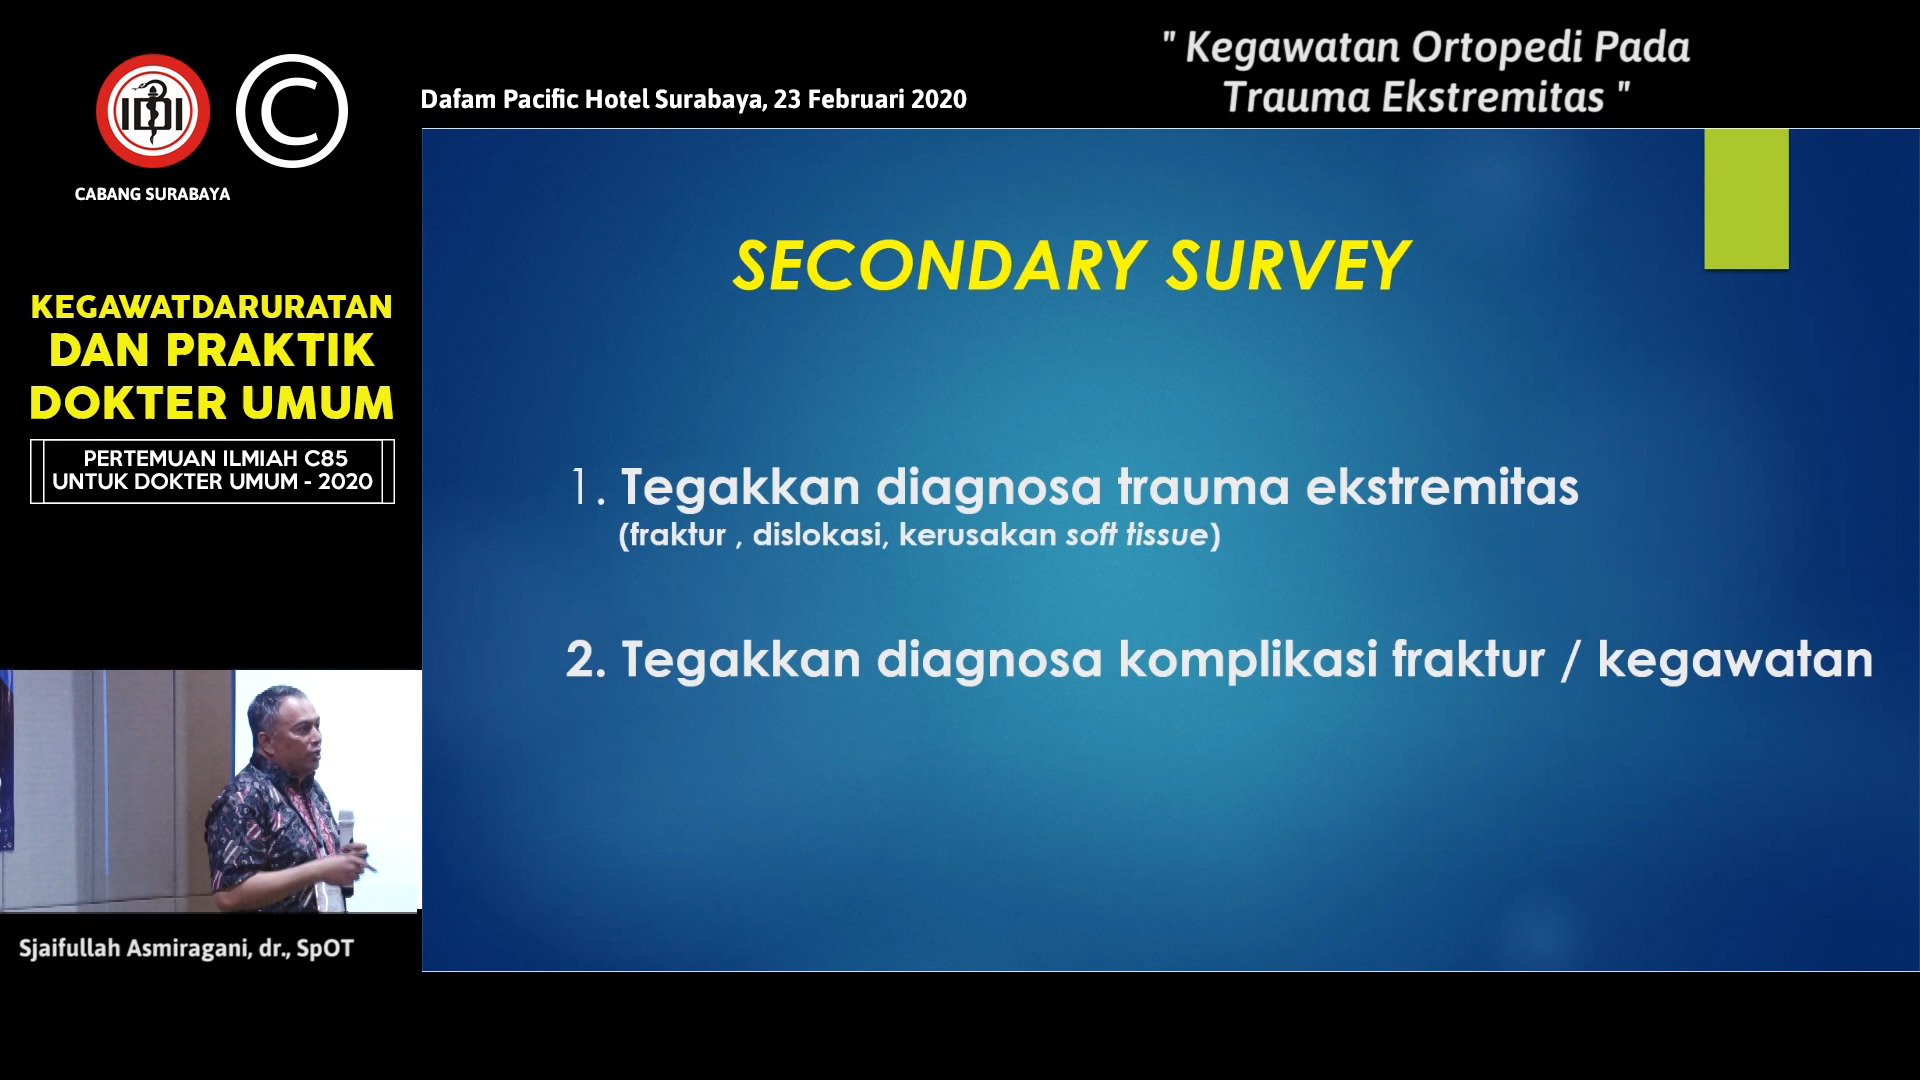 IDI
C
CABANG SURABAYA
Dafam Pacific Hotel Surabaya, 23 Februari 2020
" Kegawatan Ortopedi Pada
Trauma Ekstremitas "
KEGAWATDARURATAN
DAN PRAKTIK
DOKTER UMUM
PERTEMUAN ILMIAH C85
UNTUK DOKTER UMUM - 2020
SECONDARY SURVEY
1. Tegakkan diagnosa trauma ekstremitas
(fraktur , dislokasi, kerusakan soft tissue)
2. Tegakkan diagnosa komplikasi fraktur / kegawatan
Sjaifullah Asmiragani, dr., SpOT